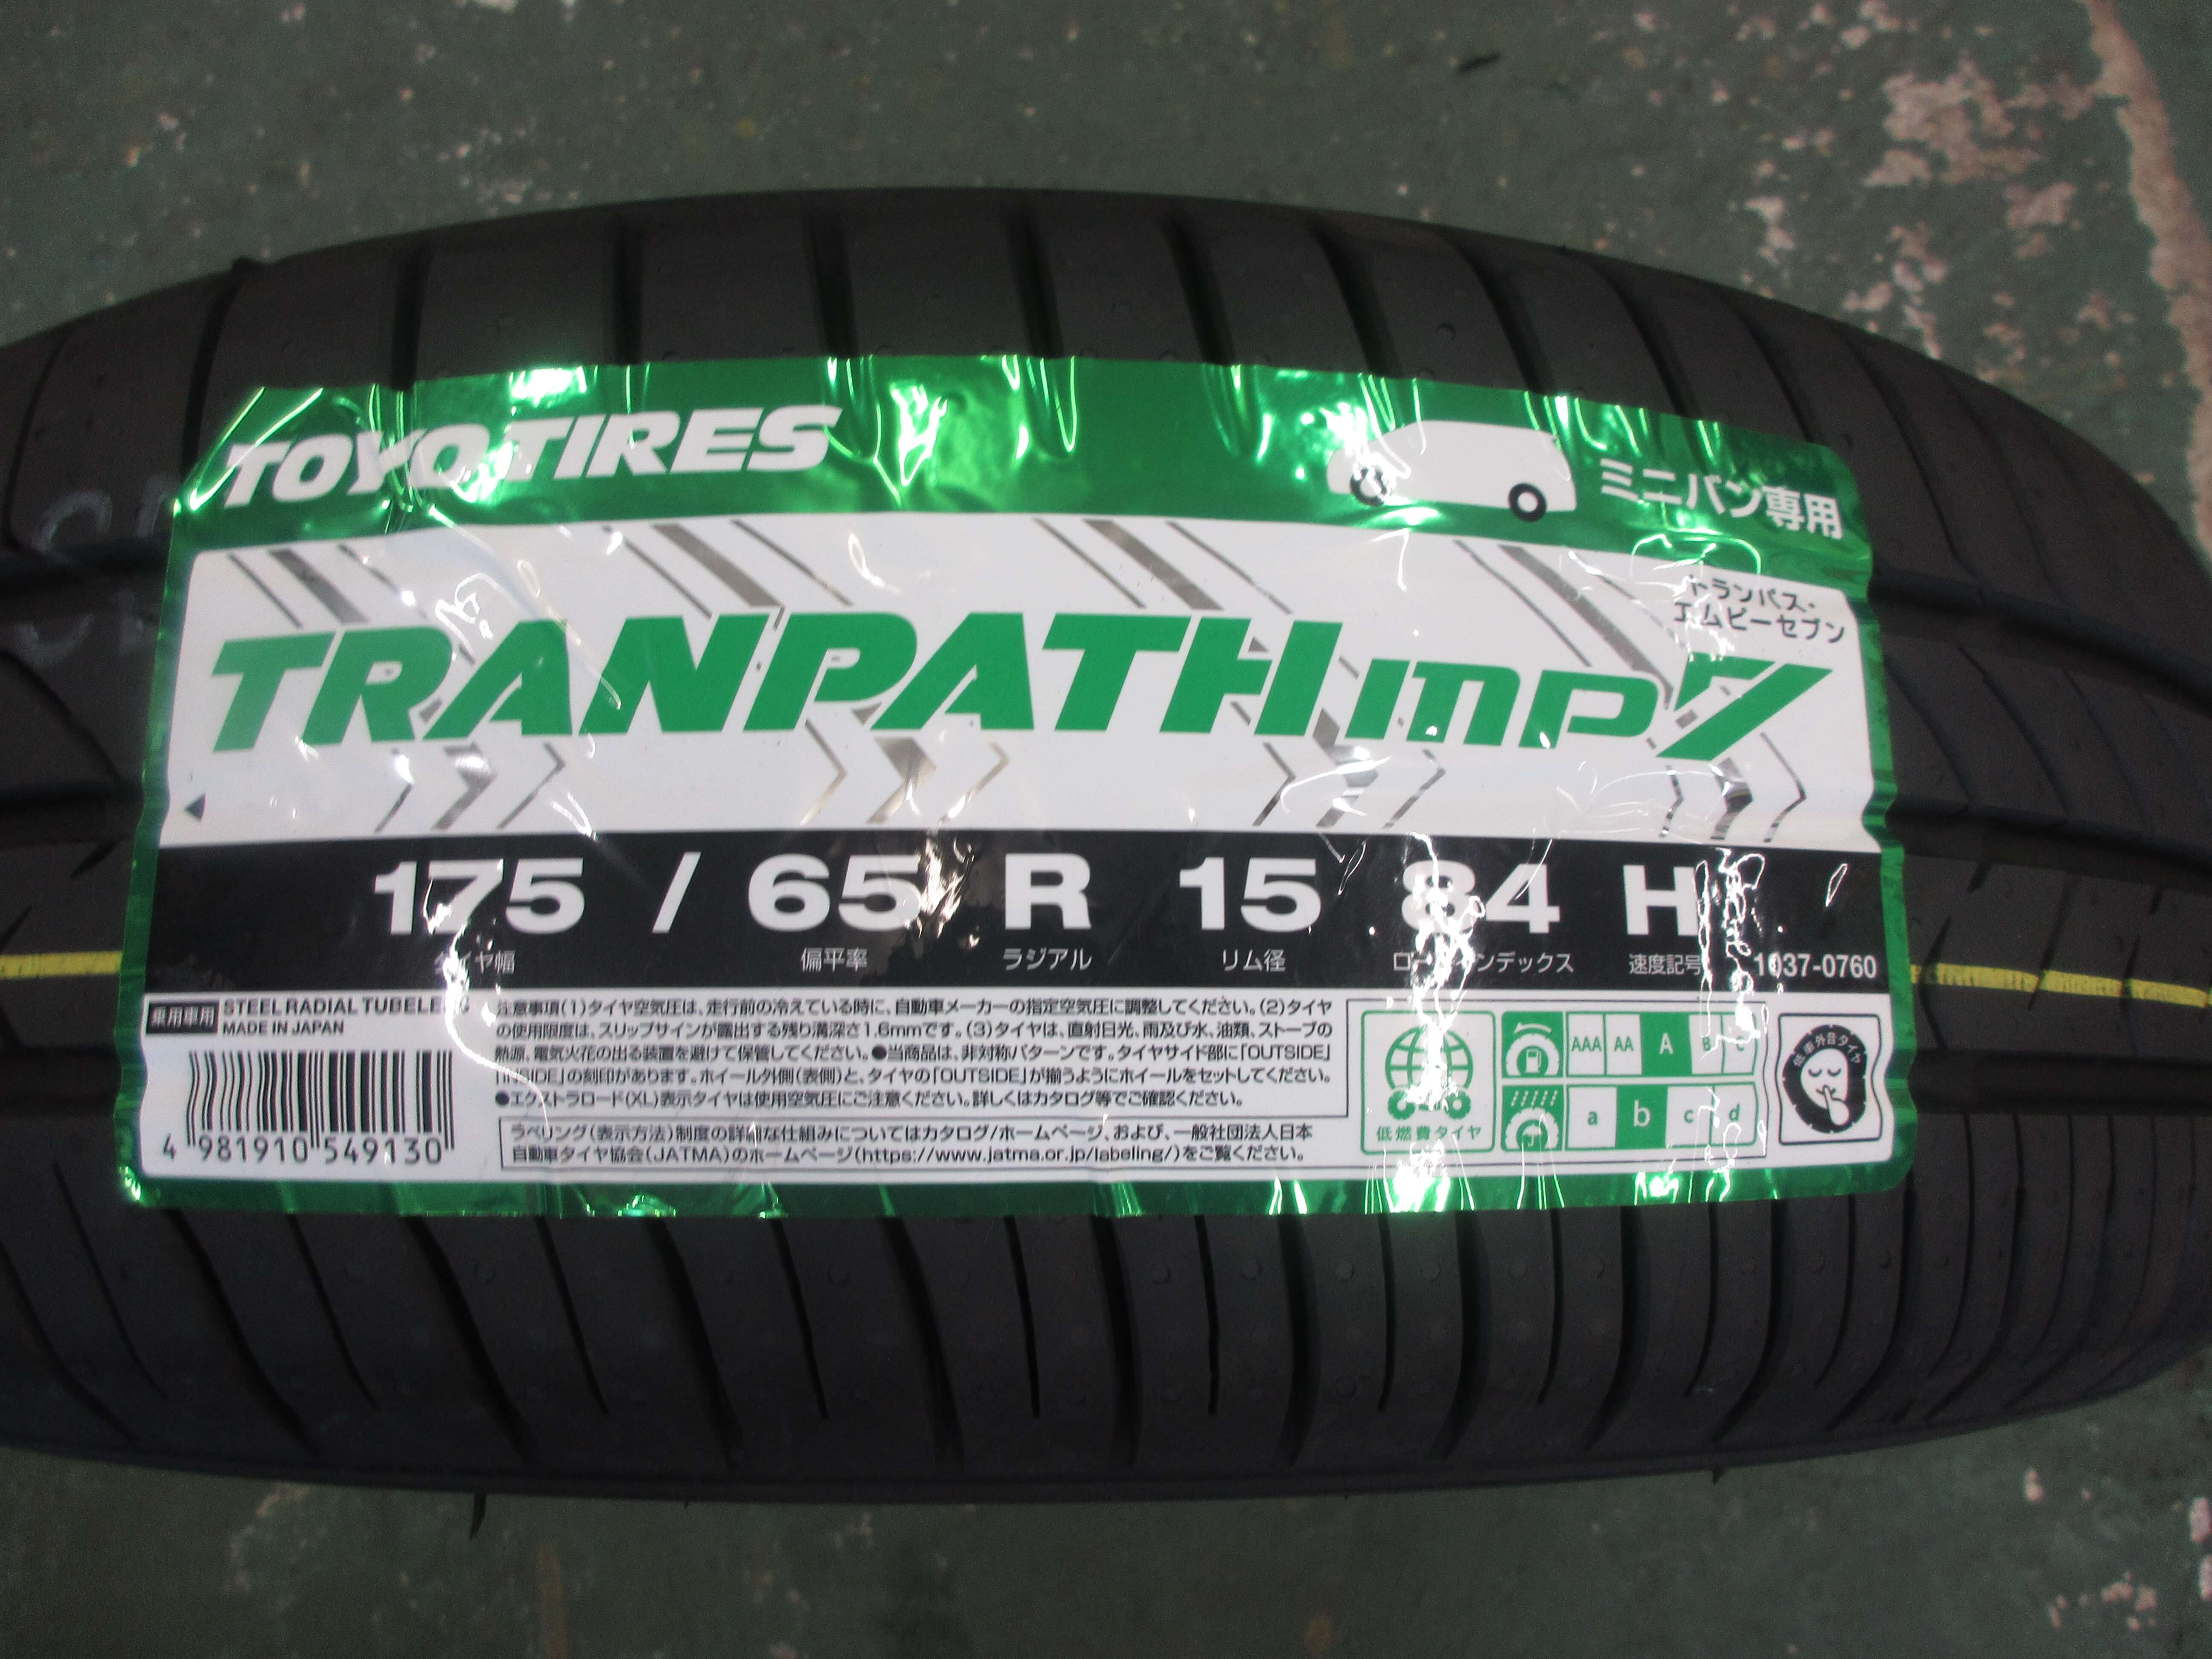 TOYO TIRES
ミニバン専用
トランパス・
エムピーセブン
TRANPATH mp7
175 / 65 R 15 84 H
タイヤ幅 偏平率 ラジアル リム径 ロードインデックス 速度記号 1037-0760
乗用車用 STEEL RADIAL TUBELESS
MADE IN JAPAN
注意事項(1)タイヤ空気圧は、走行前の冷えている時に、自動車メーカーの指定空気圧に調整してください。(2)タイヤ
の使用限度は、スリップサインが露出する残り溝深さ1.6mmです。(3)タイヤは、直射日光、雨及び水、油類、ストーブの
熱源、電気火花の出る装置を避けて保管してください。●当商品は、非対称パターンです。タイヤサイド部に「OUTSIDE」
「INSIDE」の刻印があります。ホイール外側(表側)と、タイヤの「OUTSIDE」が揃うようにホイールをセットしてください。
●エクストラロード(XL)表示タイヤは使用空気圧にご注意ください。詳しくはカタログ等でご確認ください。
ラベリング(表示方法)制度の詳細な仕組みについてはカタログ/ホームページ、および、一般社団法人日本
自動車タイヤ協会(JATMA)のホームページ(https://www.jatma.or.jp/labeling/)をご覧ください。
4 981910 549130
低燃費タイヤ
AAA AA A B C
a b c d
低車外音タイヤ